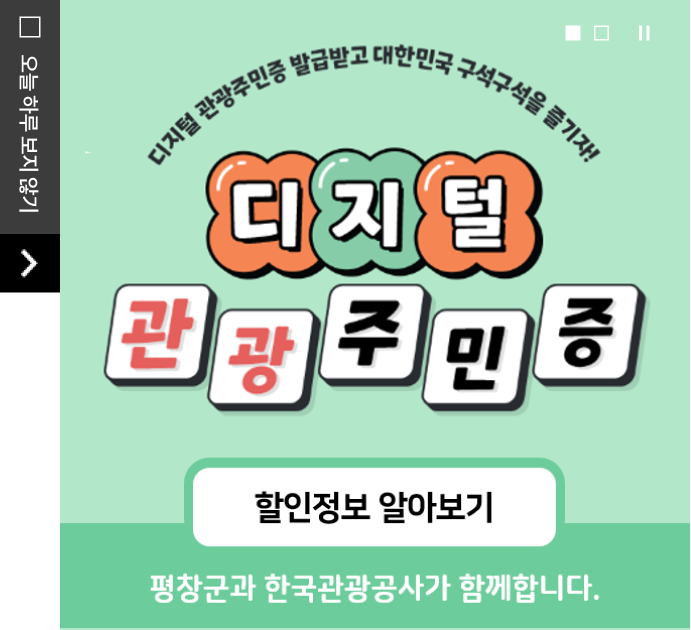 오늘 하루 보지 않기
디지털 관광주민증 발급받고 대한민국 구석구석을 즐기자!
디지털
관광주민증
할인정보 알아보기
평창군과 한국관광공사가 함께합니다.